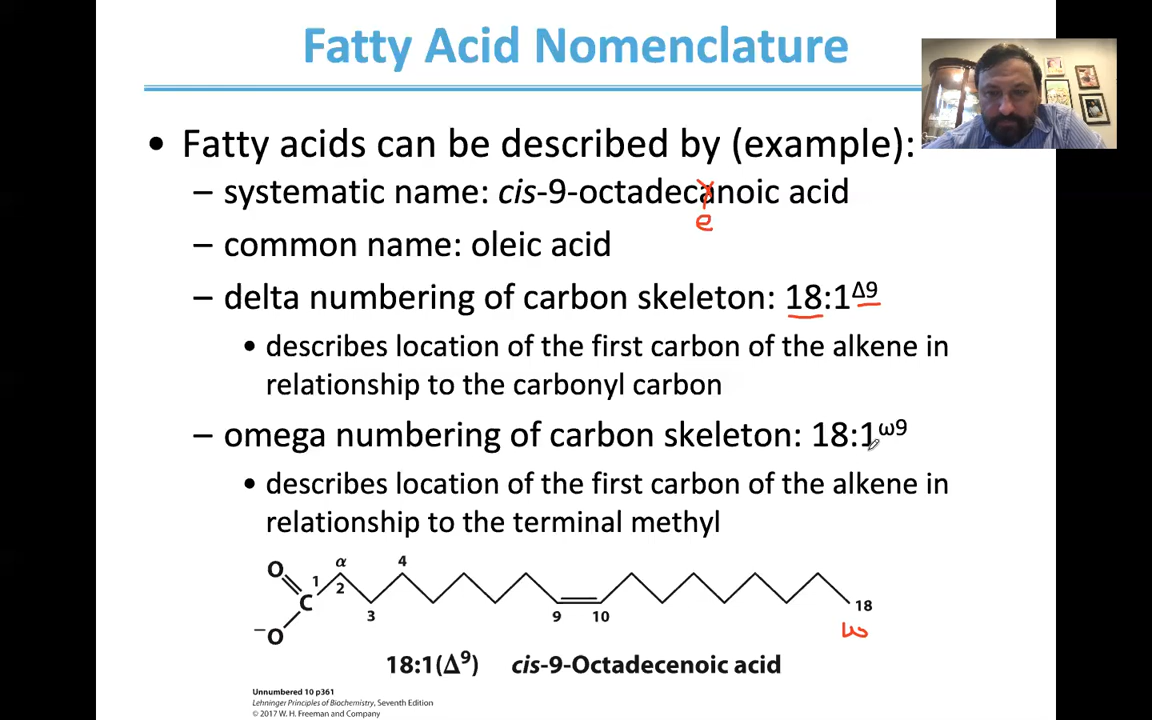 Fatty Acid Nomenclature
• Fatty acids can be described by (example):
– systematic name: cis-9-octadecanoic acid
e
– common name: oleic acid
– delta numbering of carbon skeleton: 18:1Δ9
• describes location of the first carbon of the alkene in
relationship to the carbonyl carbon
– omega numbering of carbon skeleton: 18:1ω9
• describes location of the first carbon of the alkene in
relationship to the terminal methyl
O
C
⁻O
1
α
2
3
4
9
10
18
ω
18:1(Δ⁹) cis-9-Octadecenoic acid
Unnumbered 10 p361
Lehninger Principles of Biochemistry, Seventh Edition
© 2017 W. H. Freeman and Company